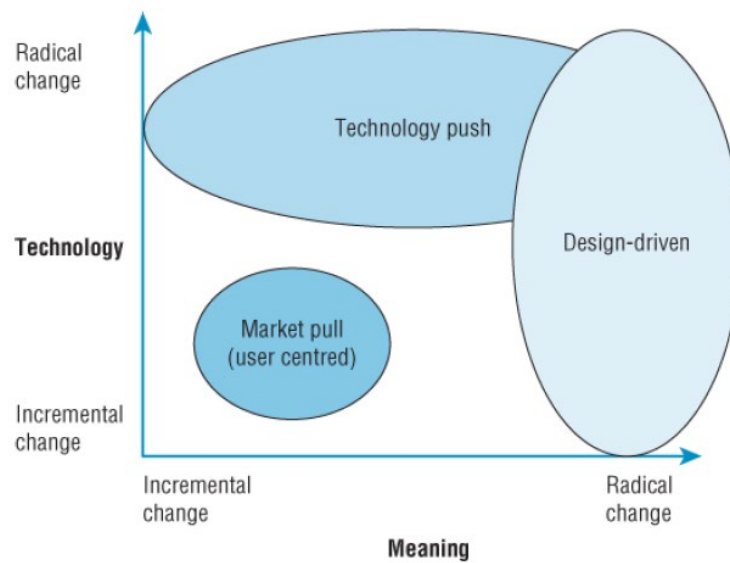 Radical
change
Technology push
Technology
Design-driven
Market pull
(user centred)
Incremental
change
Incremental
change
Radical
change
Meaning